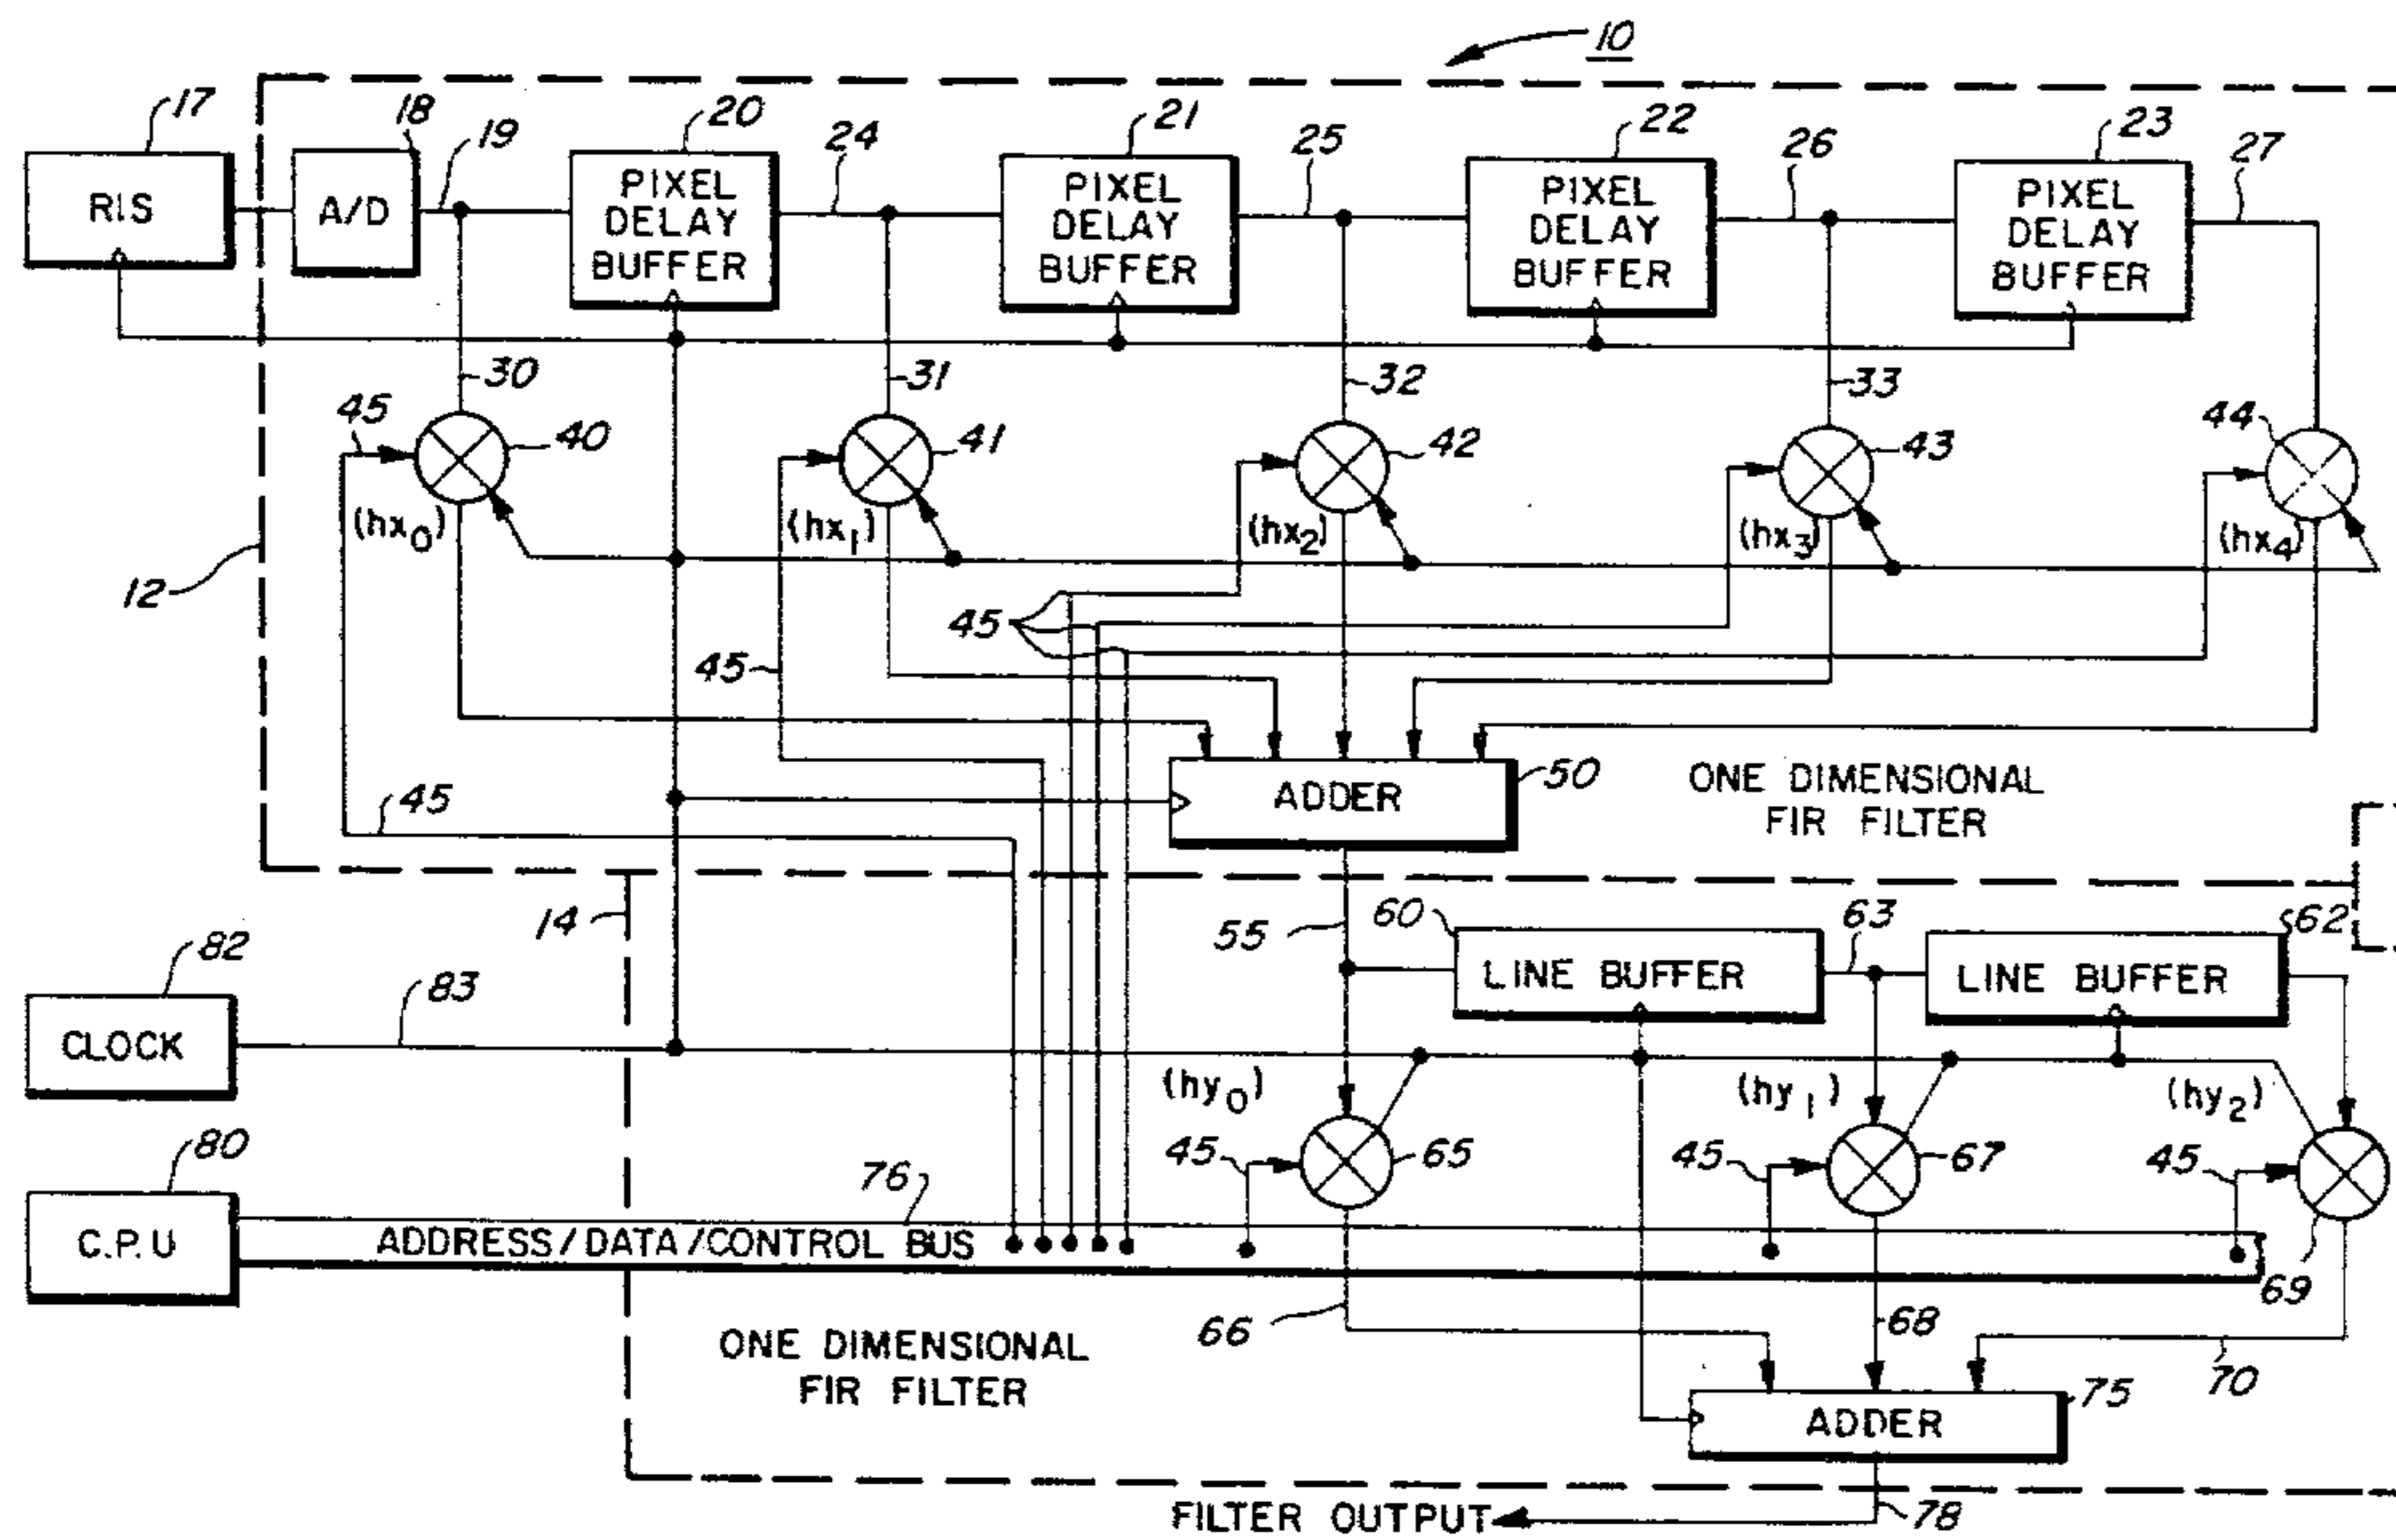 10
17
18
19
20
24
21
25
22
26
23
27
RIS
A/D
PIXEL
DELAY
BUFFER
PIXEL
DELAY
BUFFER
PIXEL
DELAY
BUFFER
PIXEL
DELAY
BUFFER
30
31
32
33
45
40
41
42
43
44
(hx0)
(hx1)
(hx2)
(hx3)
(hx4)
12
45
45
45
ADDER
50
ONE DIMENSIONAL
FIR FILTER
14
55
60
63
62
LINE BUFFER
LINE BUFFER
82
83
CLOCK
(hy0)
(hy1)
(hy2)
80
76
45
65
45
67
45
69
C.P.U
ADDRESS/DATA/CONTROL BUS
ONE DIMENSIONAL
FIR FILTER
66
68
70
ADDER
75
FILTER OUTPUT
78